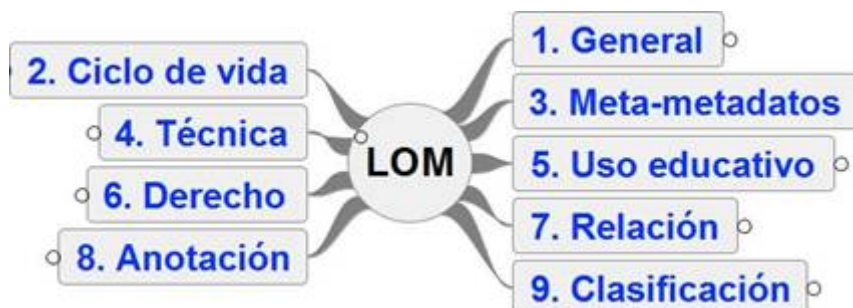 1. General
2. Ciclo de vida
3. Meta-metadatos
4. Técnica
LOM
5. Uso educativo
6. Derecho
7. Relación
8. Anotación
9. Clasificación